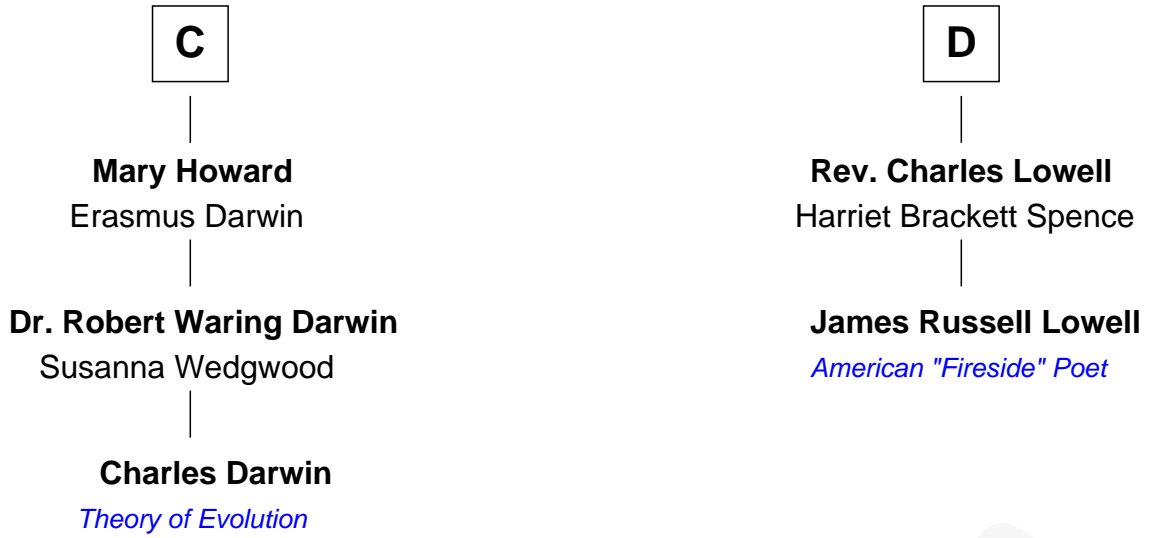 C
Mary Howard
Erasmus Darwin
Dr. Robert Waring Darwin
Susanna Wedgwood
Charles Darwin
Theory of Evolution
D
Rev. Charles Lowell
Harriet Brackett Spence
James Russell Lowell
American "Fireside" Poet